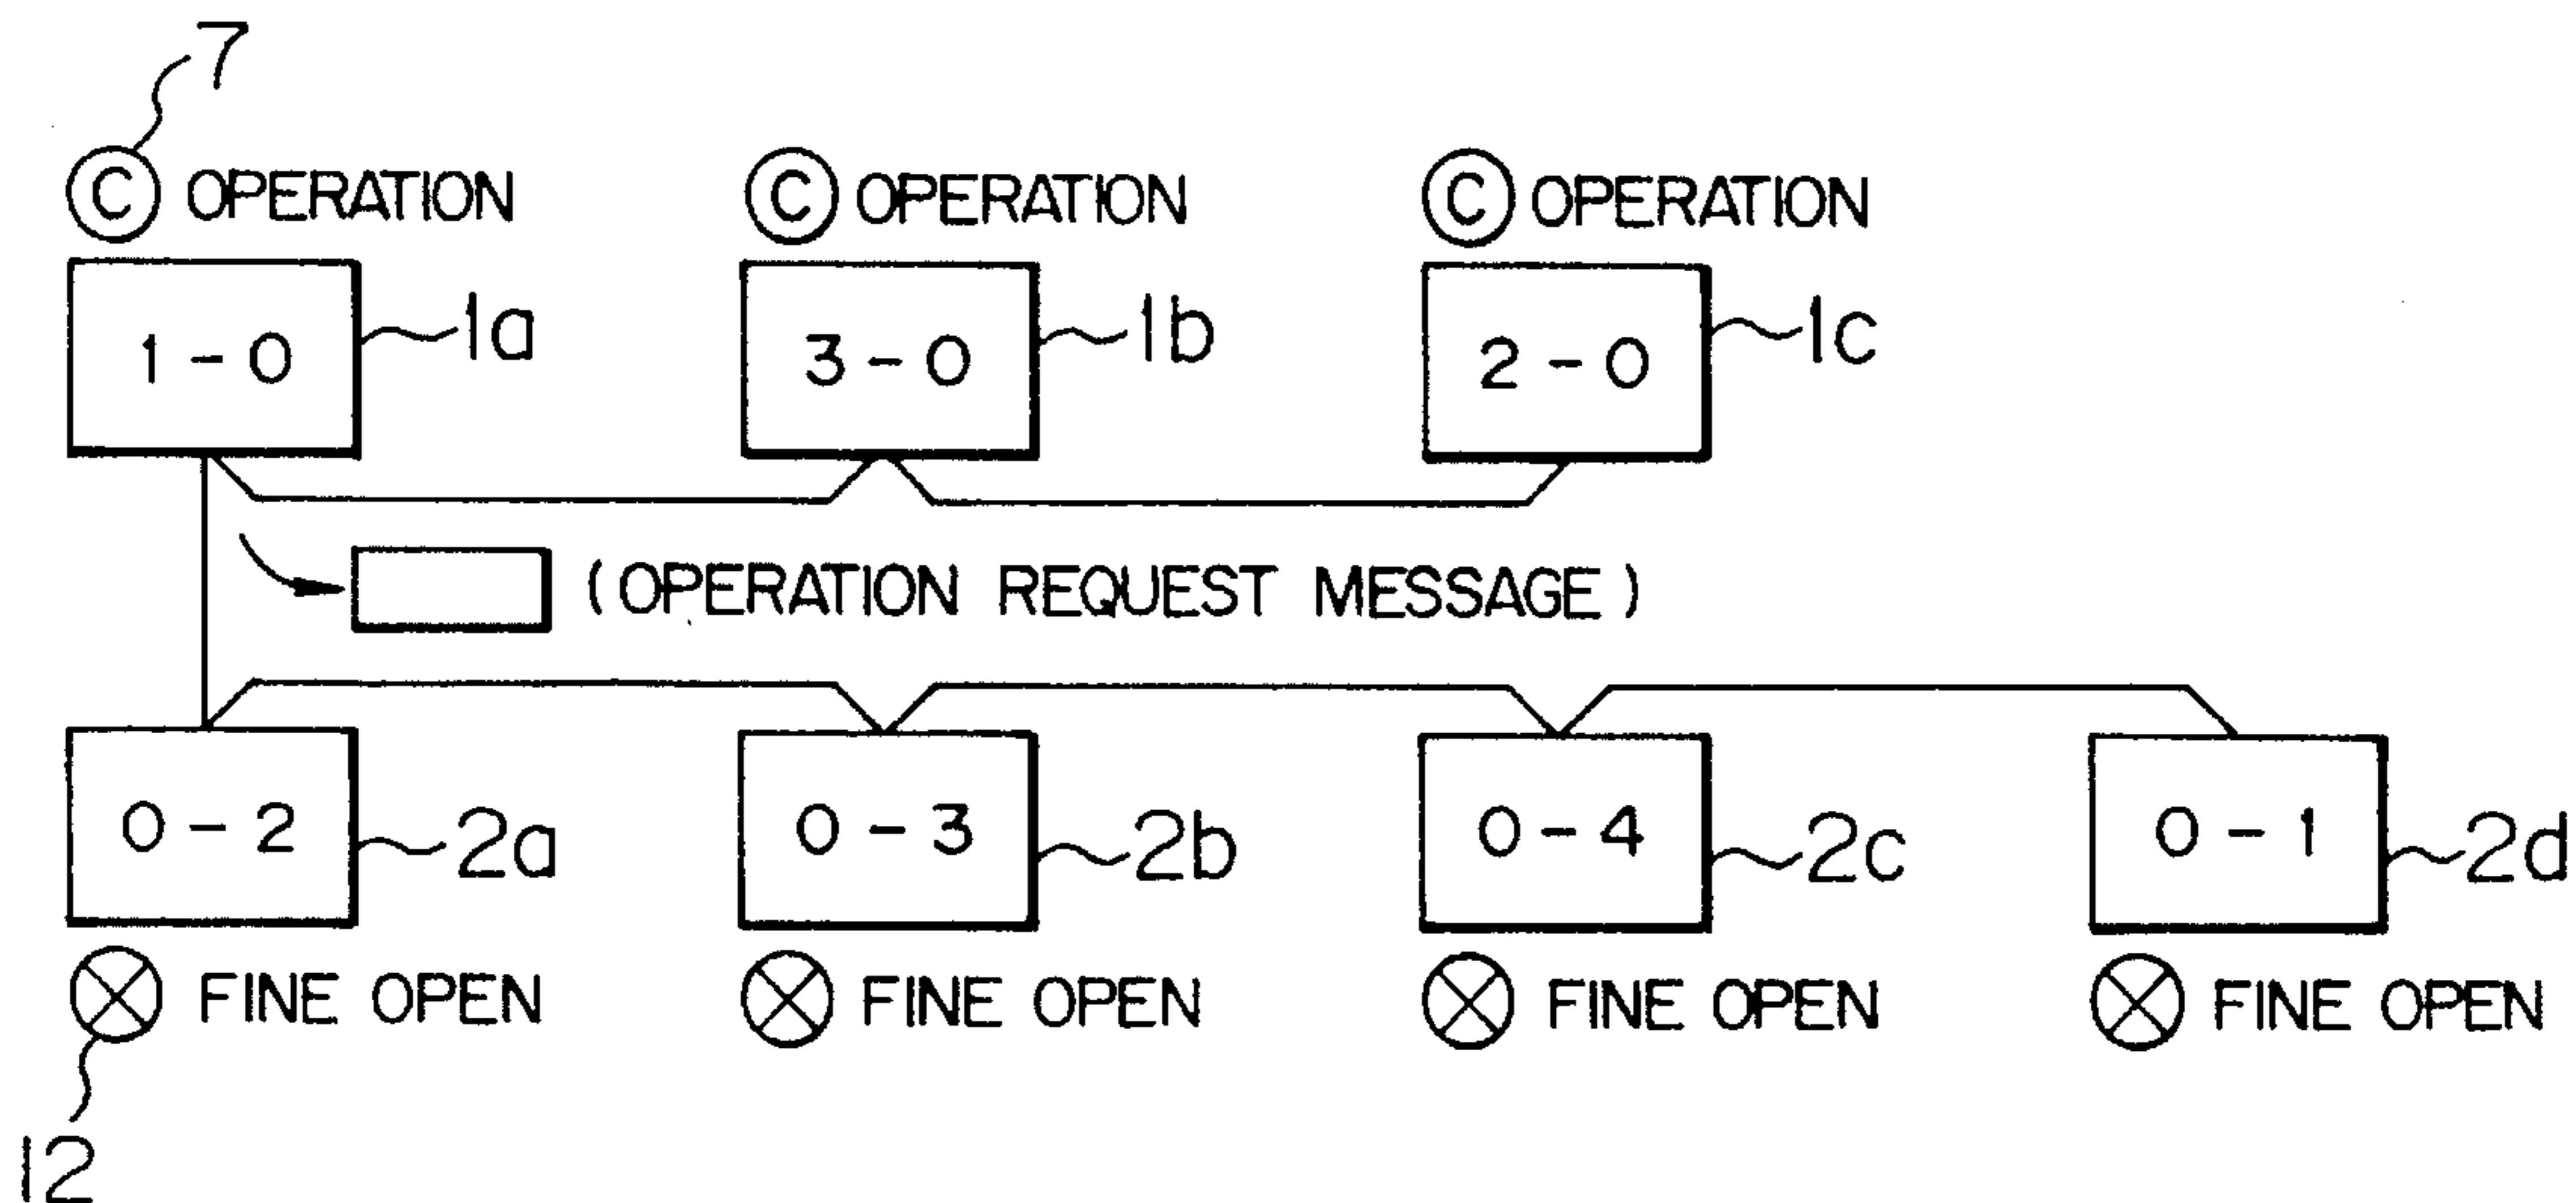 7
Ⓒ OPERATION Ⓒ OPERATION Ⓒ OPERATION
1-0 1a 3-0 1b 2-0 1c
(OPERATION REQUEST MESSAGE)
0-2 2a 0-3 2b 0-4 2c 0-1 2d
FINE OPEN FINE OPEN FINE OPEN FINE OPEN
12